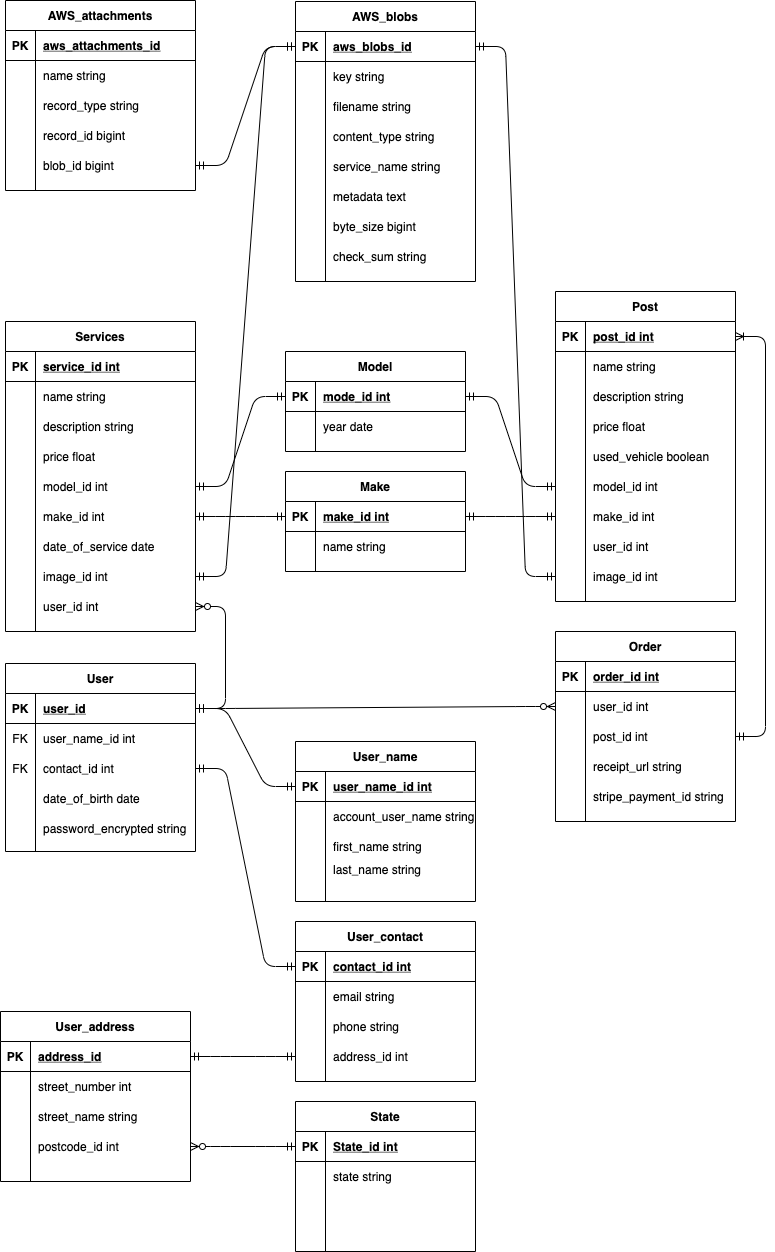 AWS_attachments
PK aws_attachments_id
name string
record_type string
record_id bigint
blob_id bigint
AWS_blobs
PK aws_blobs_id
key string
filename string
content_type string
service_name string
metadata text
byte_size bigint
check_sum string
Services
PK service_id int
name string
description string
price float
model_id int
make_id int
date_of_service date
image_id int
user_id int
Model
PK mode_id int
year date
Make
PK make_id int
name string
Post
PK post_id int
name string
description string
price float
used_vehicle boolean
model_id int
make_id int
user_id int
image_id int
User
PK user_id
FK user_name_id int
FK contact_id int
date_of_birth date
password_encrypted string
Order
PK order_id int
user_id int
post_id int
receipt_url string
stripe_payment_id string
User_name
PK user_name_id int
account_user_name string
first_name string
last_name string
User_contact
PK contact_id int
email string
phone string
address_id int
User_address
PK address_id
street_number int
street_name string
postcode_id int
State
PK State_id int
state string